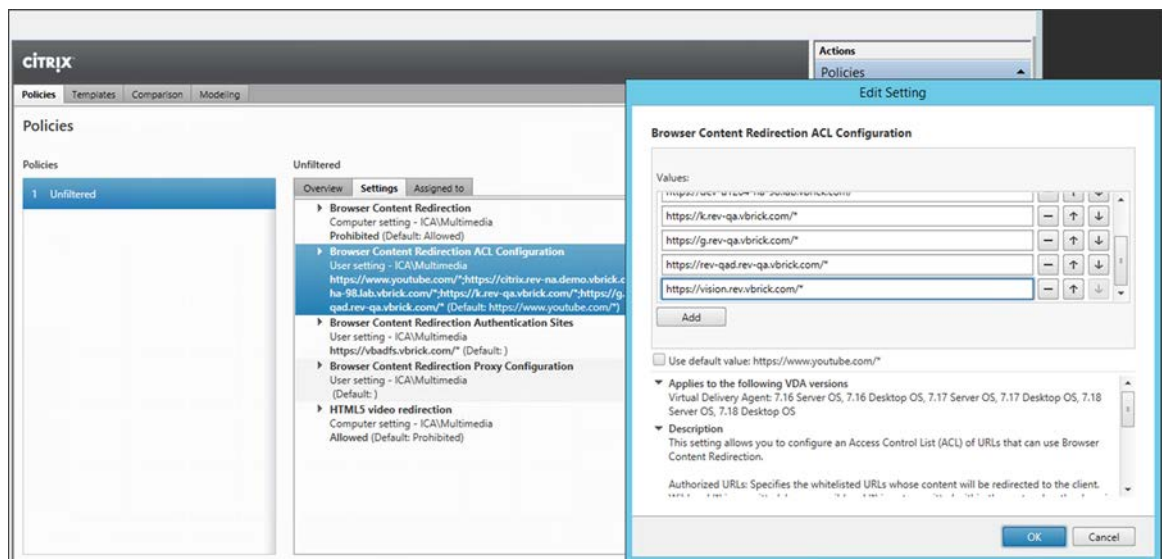 Actions
CITRIX
Policies
Policies
Templates
Comparison
Modeling
Policies
Policies
1 Unfiltered
Unfiltered
Overview
Settings
Assigned to
Browser Content Redirection
Computer setting - ICA\Multimedia
Prohibited (Default: Allowed)
Browser Content Redirection ACL Configuration
User setting - ICA\Multimedia
https://www.youtube.com/*;https://citrix.rev-na.demo.vbrick.c
ha-98.lab.vbrick.com/*;https://k.rev-qa.vbrick.com/*;https://g.
qad.rev-qa.vbrick.com/* (Default: https://www.youtube.com/*)
Browser Content Redirection Authentication Sites
User setting - ICA\Multimedia
https://vbadfs.vbrick.com/* (Default: )
Browser Content Redirection Proxy Configuration
User setting - ICA\Multimedia
(Default: )
HTML5 video redirection
Computer setting - ICA\Multimedia
Allowed (Default: Prohibited)
Edit Setting
Browser Content Redirection ACL Configuration
Values:
https://k.rev-qa.vbrick.com/*
https://g.rev-qa.vbrick.com/*
https://rev-qad.rev-qa.vbrick.com/*
https://vision.rev.vbrick.com/*
Add
Use default value: https://www.youtube.com/*
Applies to the following VDA versions
Virtual Delivery Agent: 7.16 Server OS, 7.16 Desktop OS, 7.17 Server OS, 7.17 Desktop OS, 7.18
Server OS, 7.18 Desktop OS
Description
This setting allows you to configure an Access Control List (ACL) of URLs that can use Browser
Content Redirection.
Authorized URLs: Specifies the whitelisted URLs whose content will be redirected to the client.
OK
Cancel